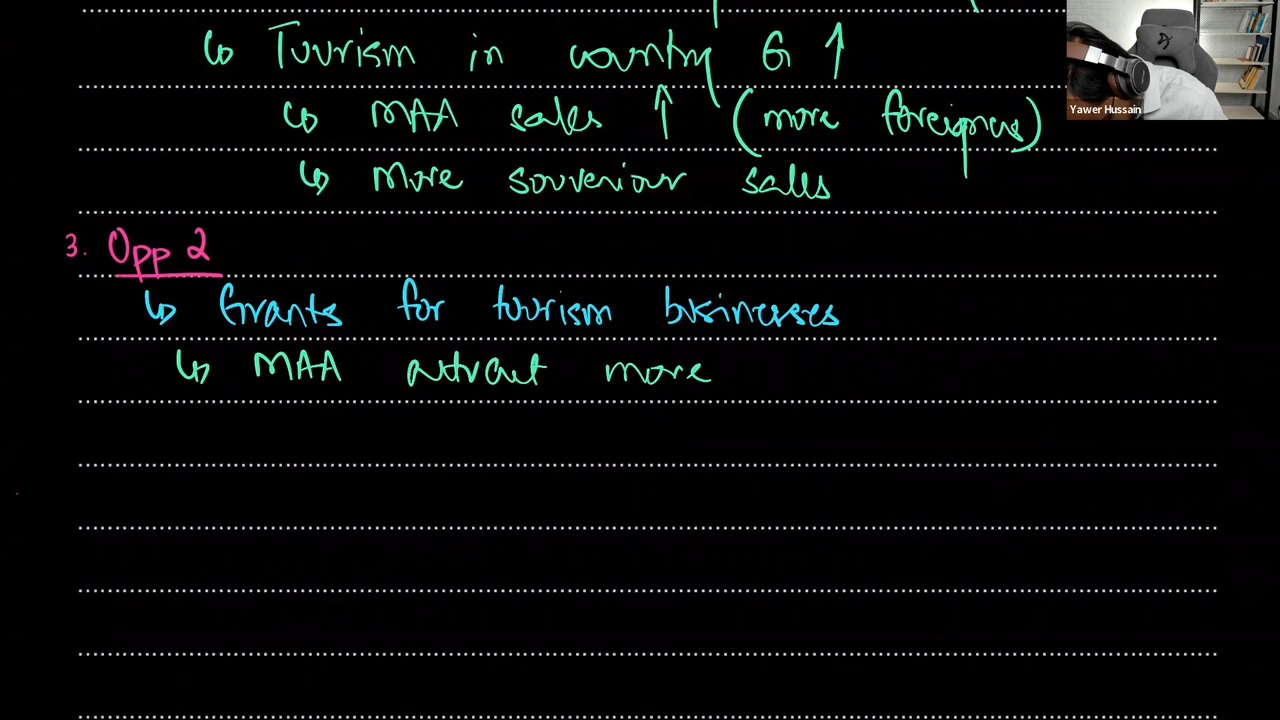 ↳ Tourism in country G ↑
Yawer Hussain
↳ MAA sales ↑ (more foreigners)
↳ More souveniour sales
3. Opp 2
↳ Grants for tourism businesses
↳ MAA attract more